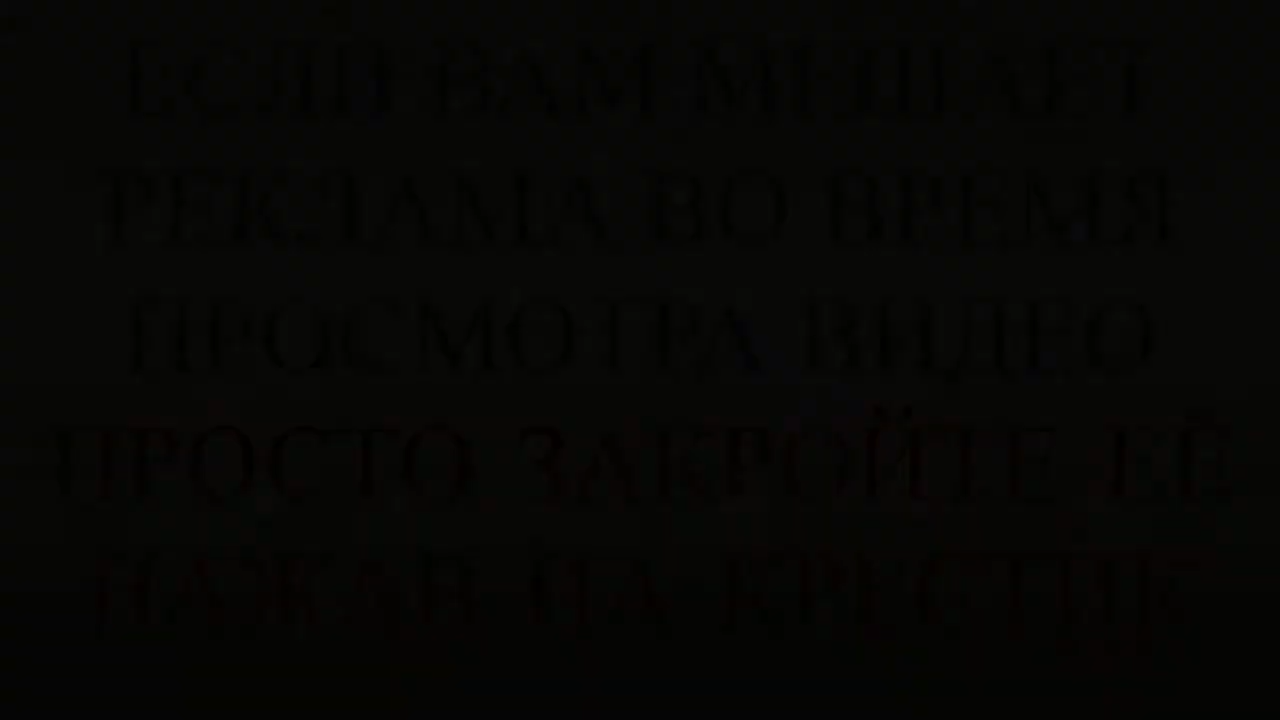 ЕСЛИ ВАМ МЕШАЕТ
РЕКЛАМА ВО ВРЕМЯ
ПРОСМОТРА ВИДЕО
ПРОСТО ЗАКРОЙТЕ ЕЁ
НАЖАВ НА КРЕСТИК